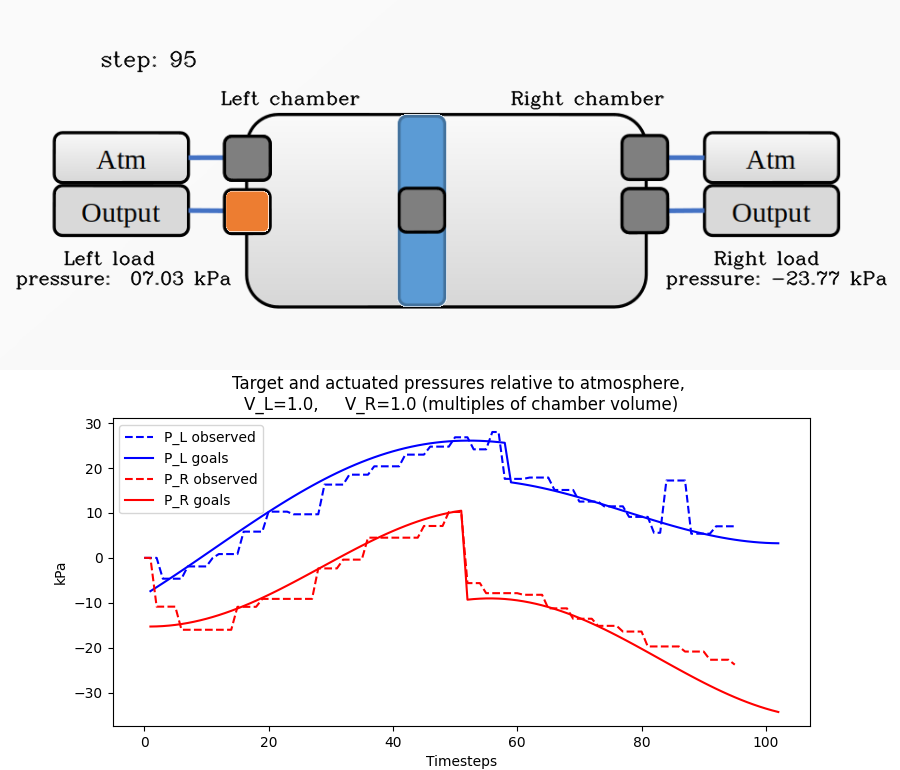 step: 95
Left chamber
Right chamber
Atm
Atm
Output
Output
Left load
pressure: 07.03 kPa
Right load
pressure: −23.77 kPa
Target and actuated pressures relative to atmosphere,
V_L=1.0, V_R=1.0 (multiples of chamber volume)
P_L observed
P_L goals
P_R observed
P_R goals
30
20
10
0
−10
−20
−30
kPa
0
20
40
60
80
100
Timesteps